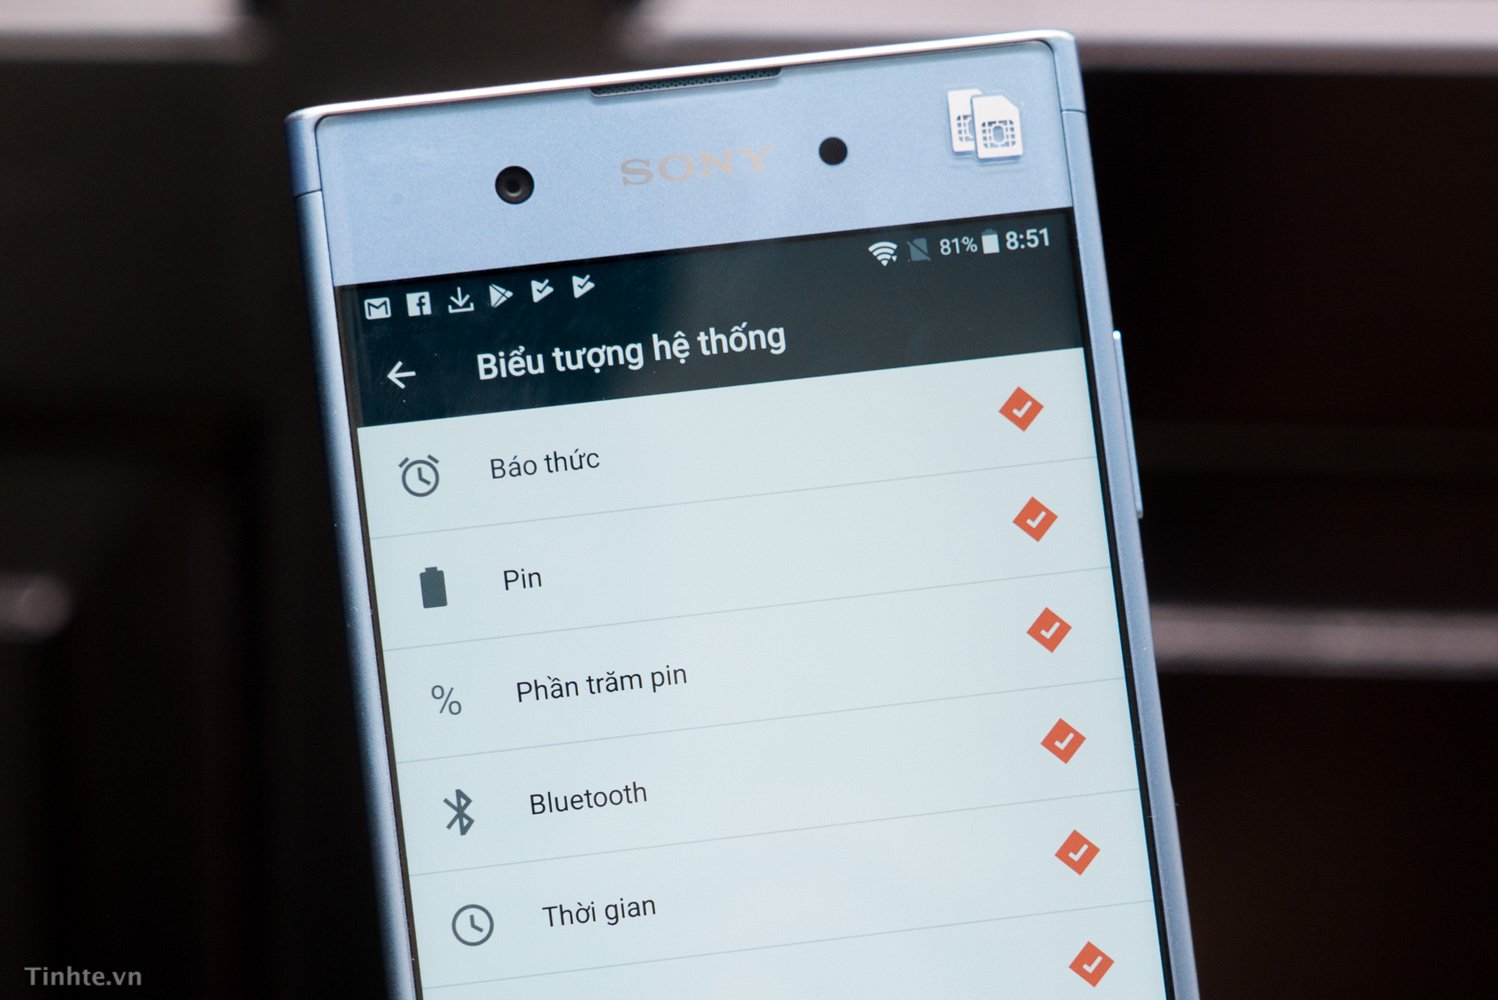 SONY
81% 8:51
Biểu tượng hệ thống
Báo thức
Pin
% Phần trăm pin
Bluetooth
Thời gian
Tinhte.vn